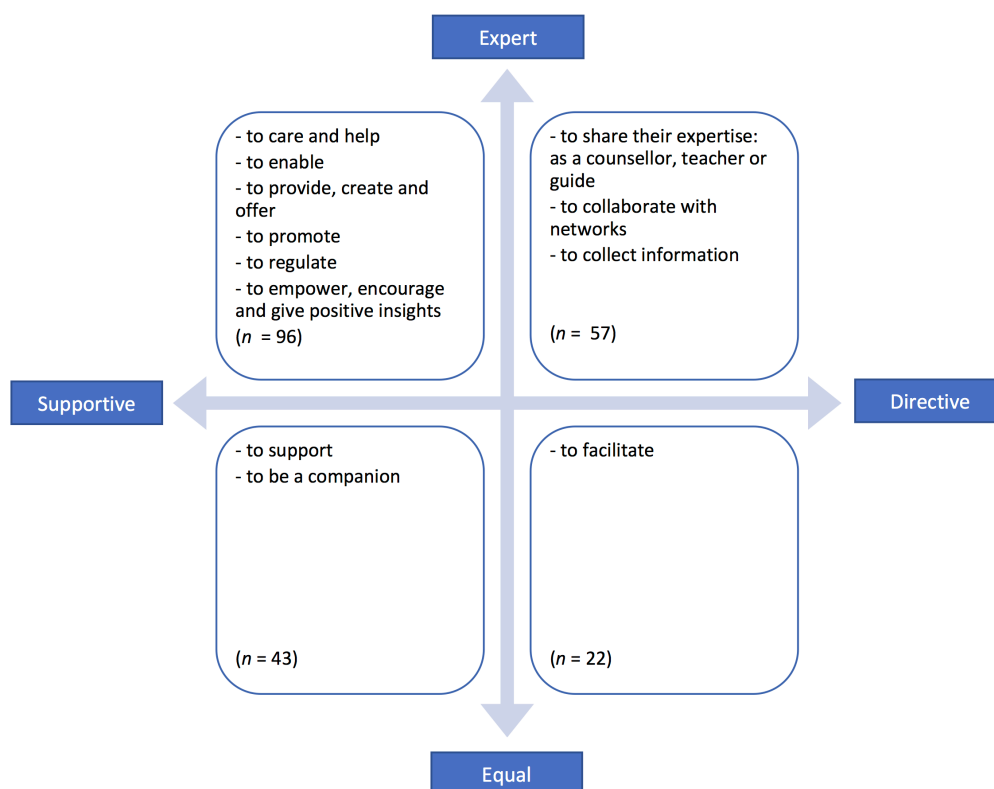 Expert
- to care and help
- to enable
- to provide, create and
offer
- to promote
- to regulate
- to empower, encourage
and give positive insights
(n = 96)
- to share their expertise:
as a counsellor, teacher or
guide
- to collaborate with
networks
- to collect information
(n = 57)
Supportive
Directive
- to support
- to be a companion
(n = 43)
- to facilitate
(n = 22)
Equal